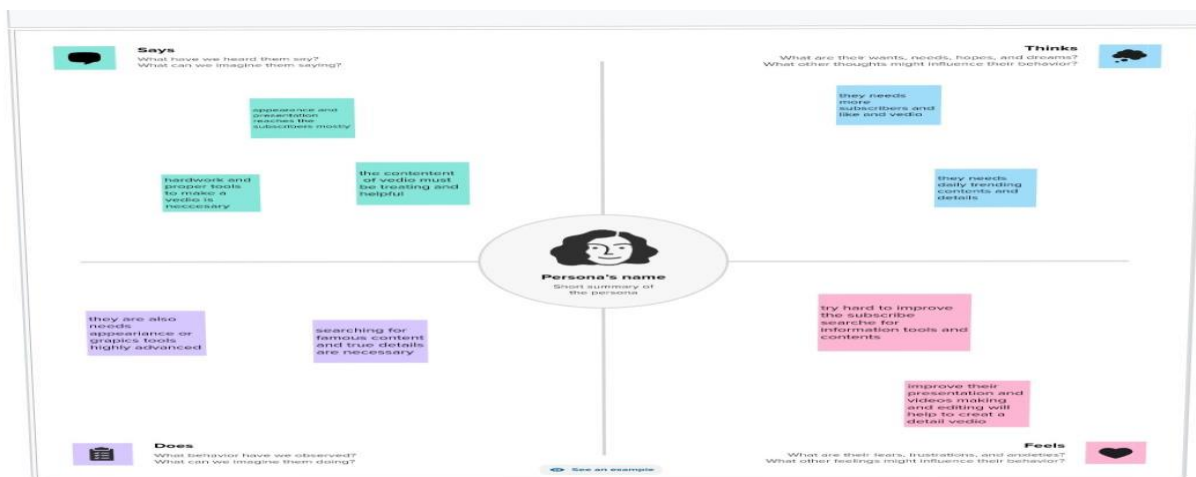 Says
What have we heard them say?
What can we imagine them saying?
Thinks
What are their wants, needs, hopes, and dreams?
What other thoughts might influence their behavior?
appearence and
presentation
reaches the
subscribers mostly
hardwork and
proper tools
to make a
vedio is
neccesary
the contentent
of vedio must
be treating and
helpful
they needs
more
subscribers and
like and vedio
they needs
daily trending
contents and
details
Persona's name
Short summary of
the persona
they are also
needs
appeariance or
grapics tools
highly advanced
searching for
famous content
and true details
are necessary
try hard to improve
the subscribe
searche for
information tools and
contents
improve their
presentation and
videos making
and editing will
help to creat a
detail vedio
Does
What behavior have we observed?
What can we imagine them doing?
See an example
Feels
What are their fears, frustrations, and anxieties?
What other feelings might influence their behavior?